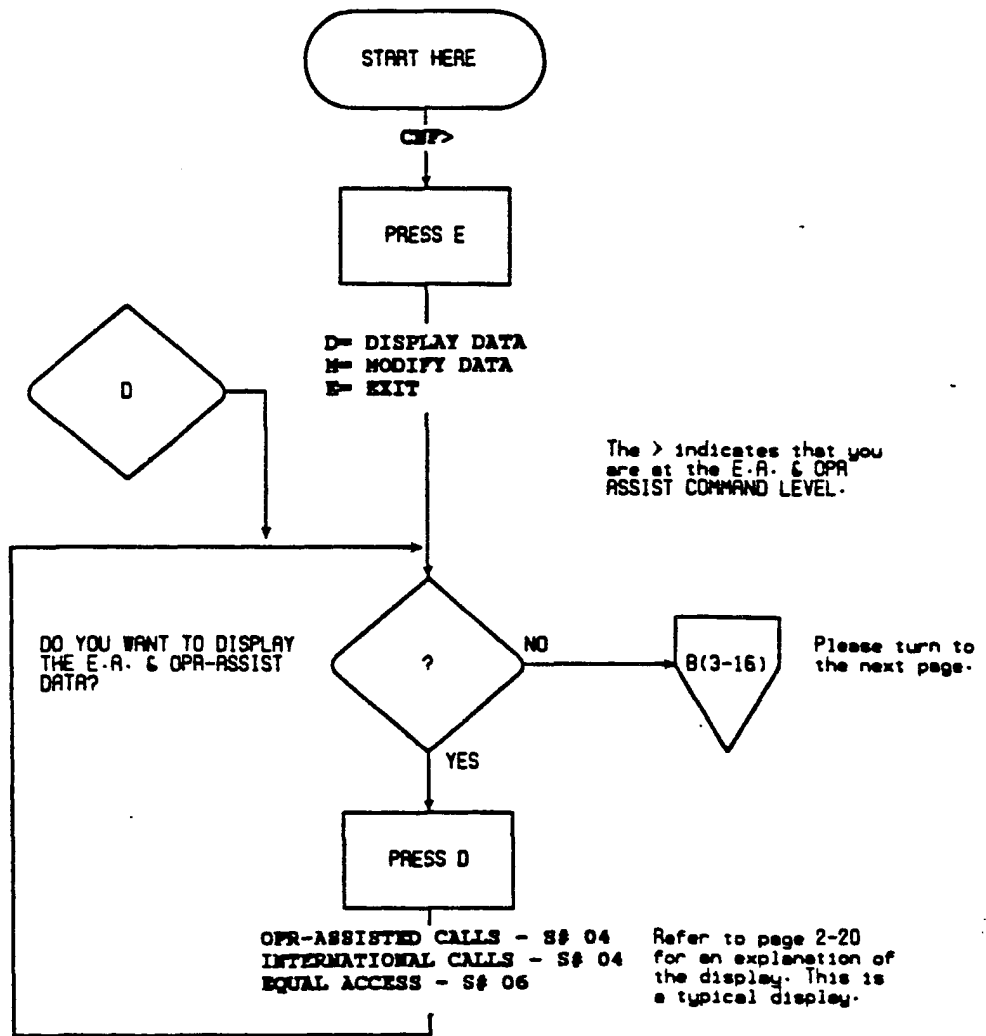 START HERE
CNF>
PRESS E
D= DISPLAY DATA
M= MODIFY DATA
E= EXIT
D
The > indicates that you
are at the E.A. & OPR
ASSIST COMMAND LEVEL.
DO YOU WANT TO DISPLAY
THE E.A. & OPR-ASSIST
DATA?
?
NO
B(3-16)
Please turn to
the next page.
YES
PRESS D
OPR-ASSISTED CALLS - S# 04
INTERNATIONAL CALLS - S# 04
EQUAL ACCESS - S# 06
Refer to page 2-20
for an explanation of
the display. This is
a typical display.